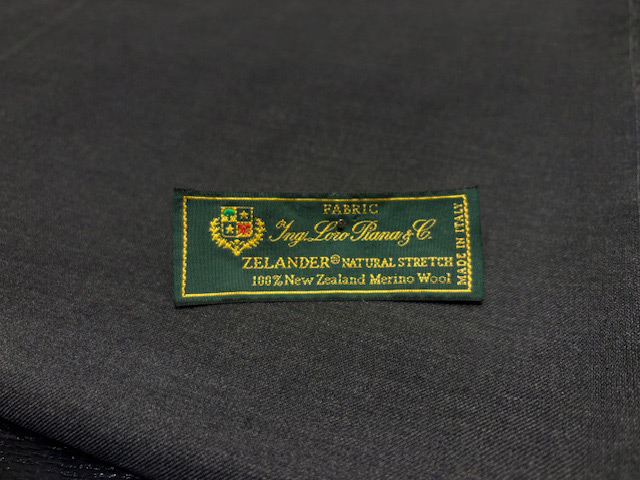 FABRIC
Ing. Loro Piana & C.
ZELANDER® NATURAL STRETCH
100% New Zealand Merino Wool
MADE IN ITALY